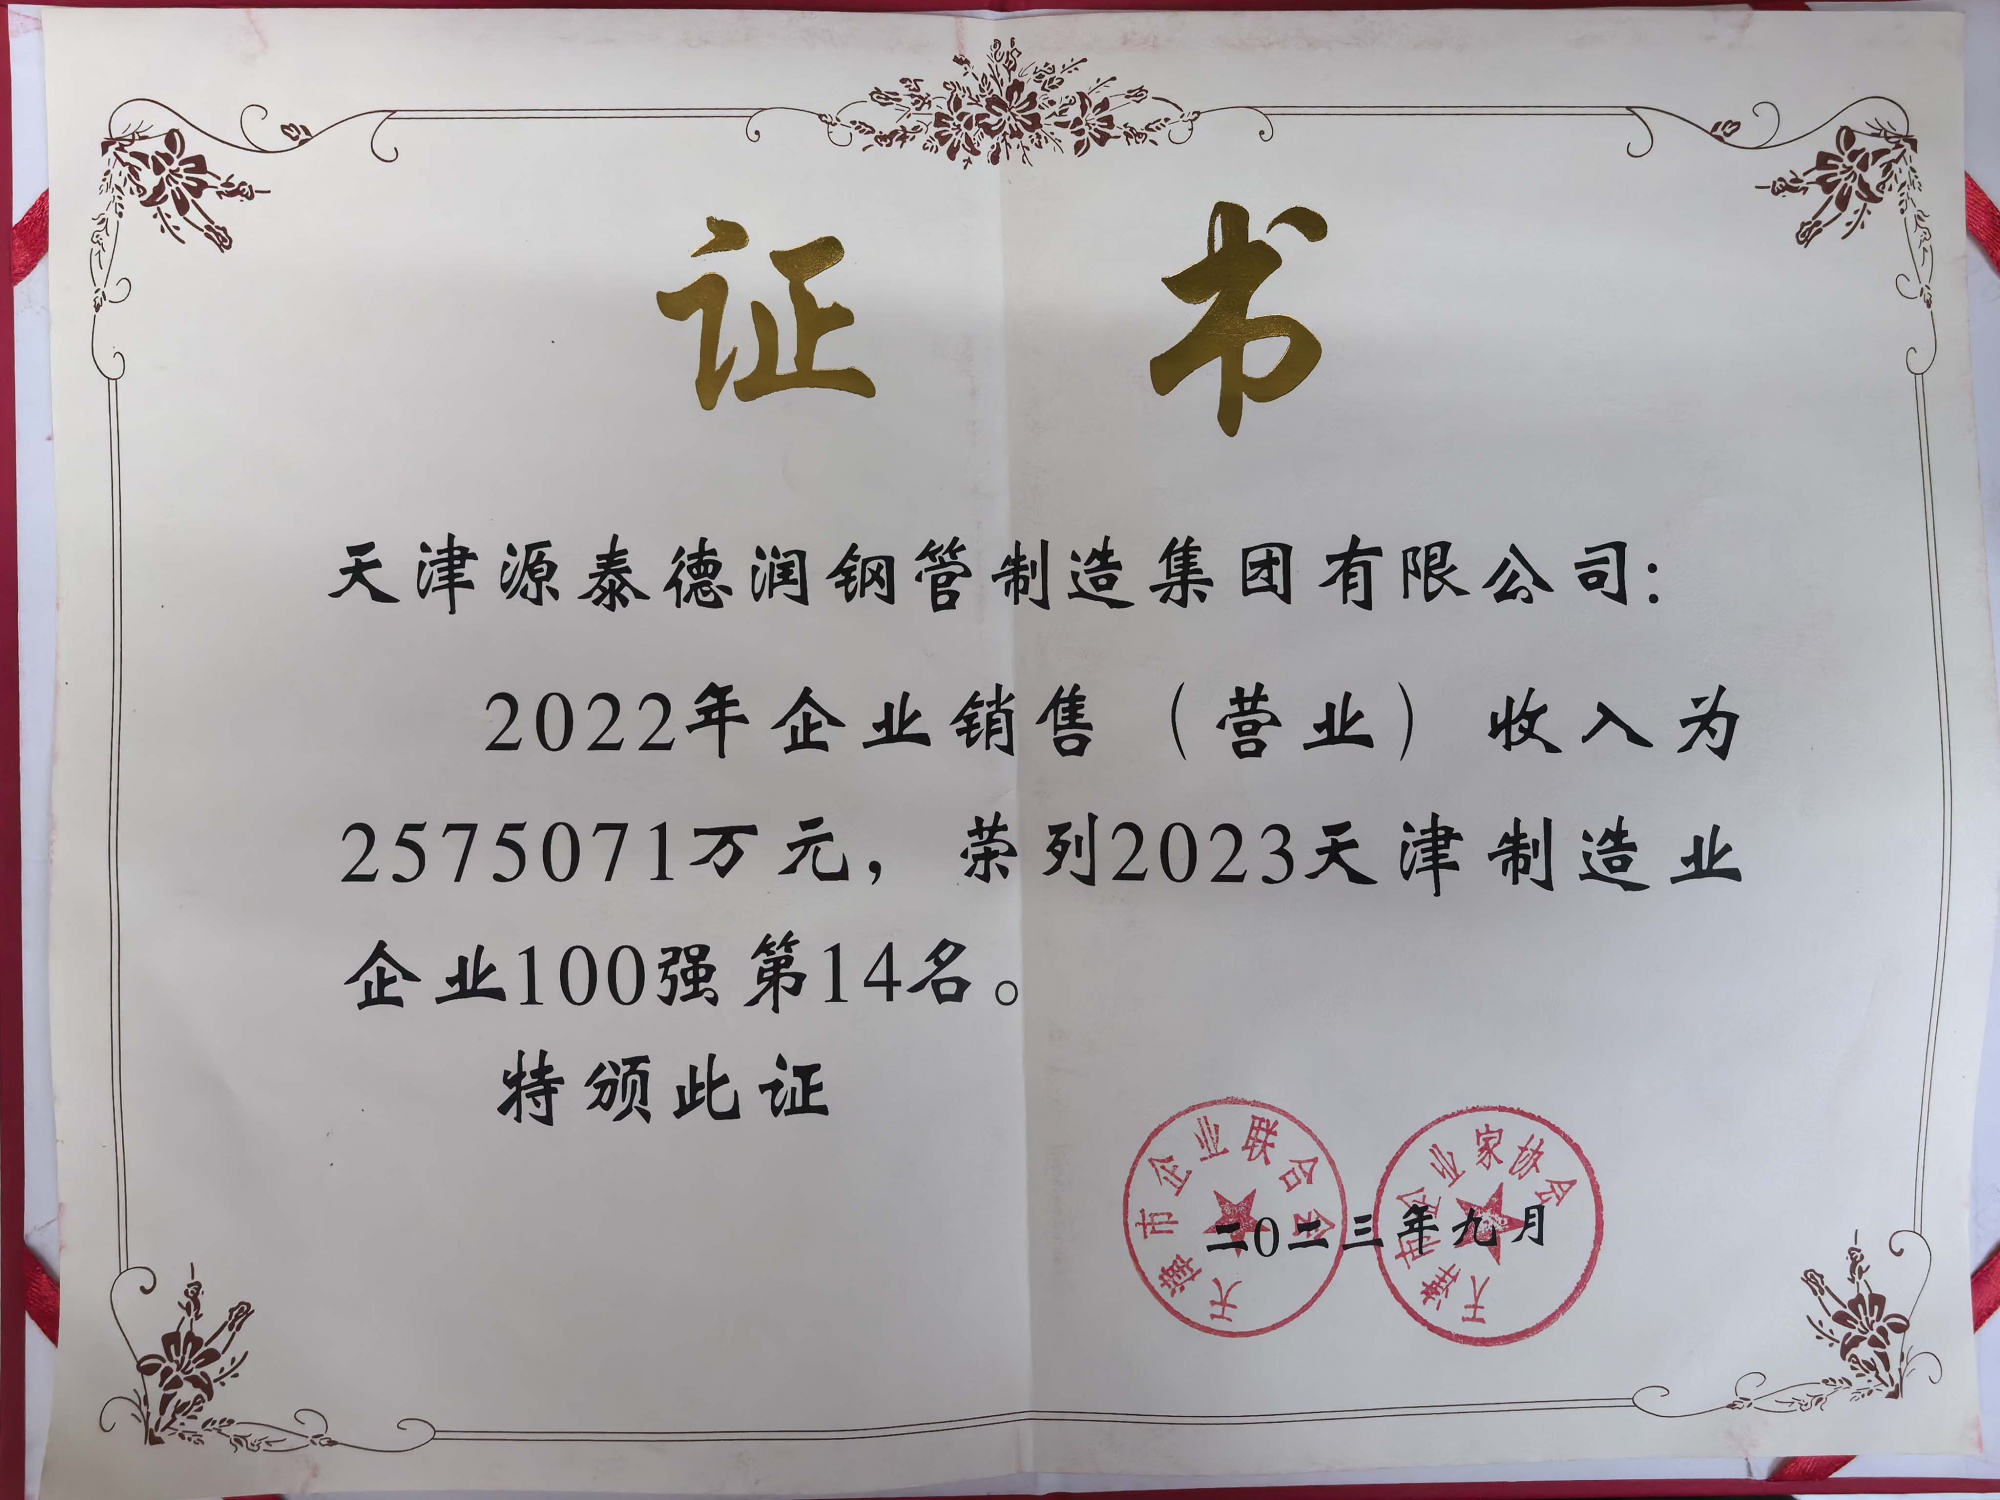 证书
天津源泰德润钢管制造集团有限公司:
2022年企业销售（营业）收入为
2575071万元，荣列2023天津制造业
企业100强第14名。
特颁此证
天津市企业联合会
天津市企业家协会
二0二三年九月